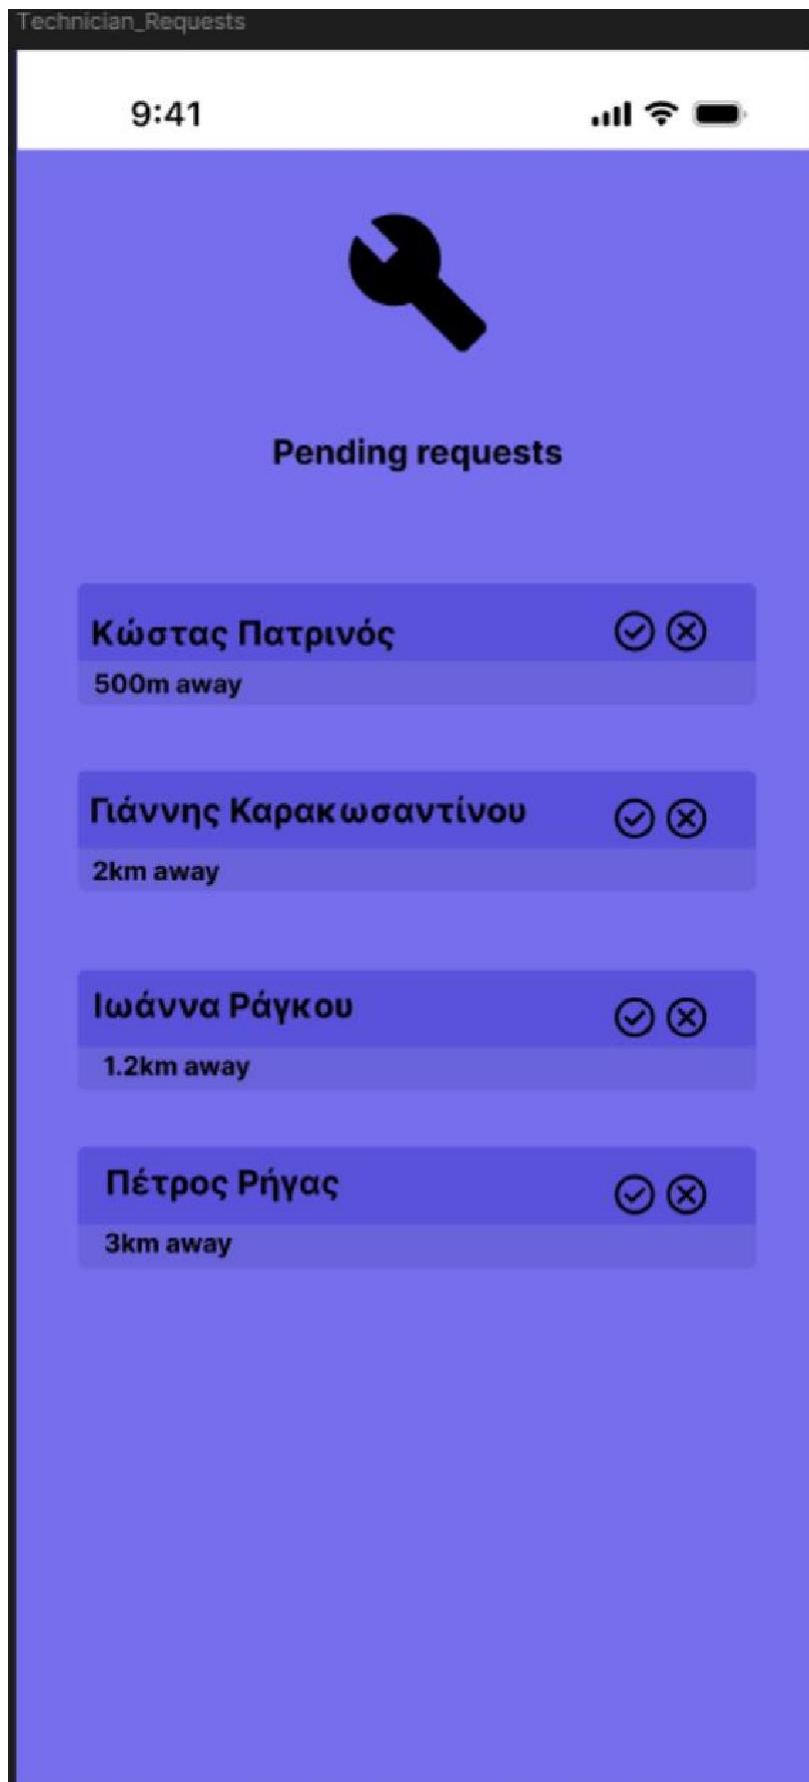 Technician_Requests
9:41
Pending requests
Κώστας Πατρινός
500m away
Γιάννης Καρακωσαντίνου
2km away
Ιωάννα Ράγκου
1.2km away
Πέτρος Ρήγας
3km away